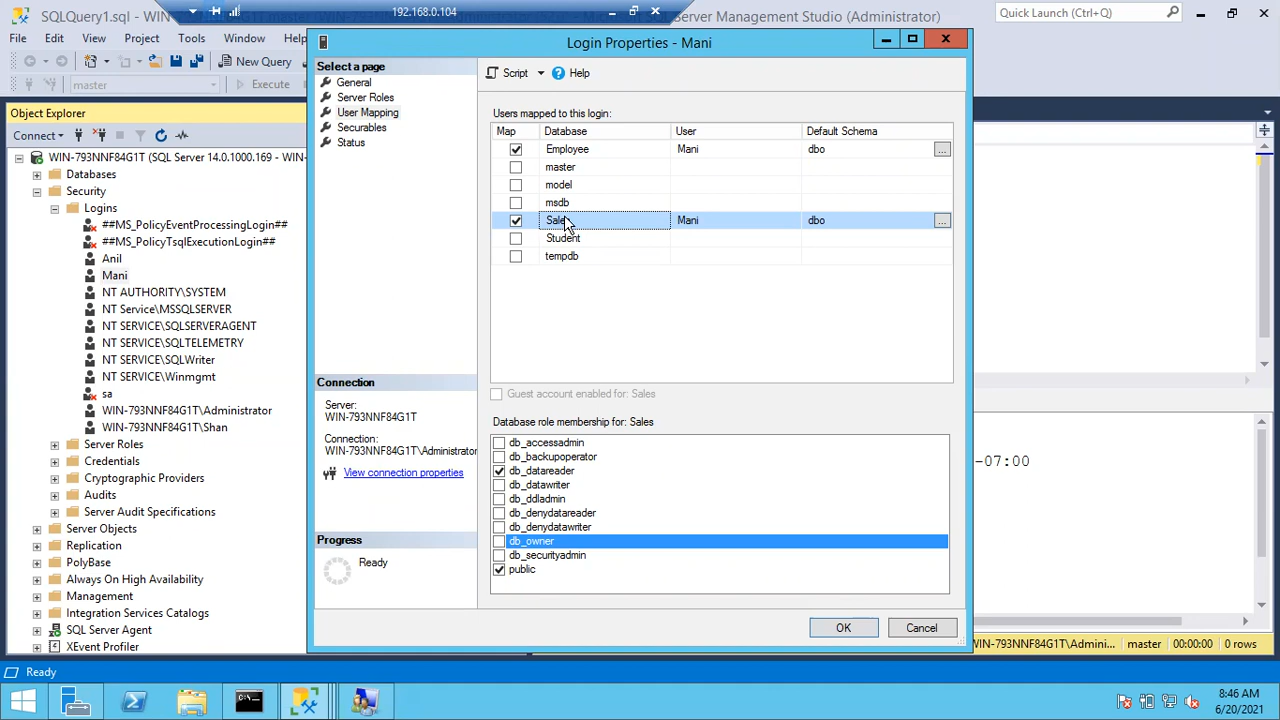 SQLQuery1.sql - WIN-793NNF84G1T.master
192.168.0.104
Microsoft SQL Server Management Studio (Administrator)
Quick Launch (Ctrl+Q)
File Edit View Project Tools Window Help
New Query
master
Execute
Object Explorer
Connect
WIN-793NNF84G1T (SQL Server 14.0.1000.169 - WIN-
Databases
Security
Logins
##MS_PolicyEventProcessingLogin##
##MS_PolicyTsqlExecutionLogin##
Anil
Mani
NT AUTHORITY\SYSTEM
NT Service\MSSQLSERVER
NT SERVICE\SQLSERVERAGENT
NT SERVICE\SQLTELEMETRY
NT SERVICE\SQLWriter
NT SERVICE\Winmgmt
sa
WIN-793NNF84G1T\Administrator
WIN-793NNF84G1T\Shan
Server Roles
Credentials
Cryptographic Providers
Audits
Server Audit Specifications
Server Objects
Replication
PolyBase
Always On High Availability
Management
Integration Services Catalogs
SQL Server Agent
XEvent Profiler
Login Properties - Mani
Select a page
General
Server Roles
User Mapping
Securables
Status
Connection
Server:
WIN-793NNF84G1T
Connection:
WIN-793NNF84G1T\Administrator
View connection properties
Progress
Ready
Script Help
Users mapped to this login:
Map Database User Default Schema
Employee Mani dbo ...
master
model
msdb
Sales Mani dbo ...
Student
tempdb
Guest account enabled for: Sales
Database role membership for: Sales
db_accessadmin
db_backupoperator
db_datareader
db_datawriter
db_ddladmin
db_denydatareader
db_denydatawriter
db_owner
db_securityadmin
public
OK Cancel
-07:00
WIN-793NNF84G1T\Admini... master 00:00:00 0 rows
Ready
8:46 AM
6/20/2021